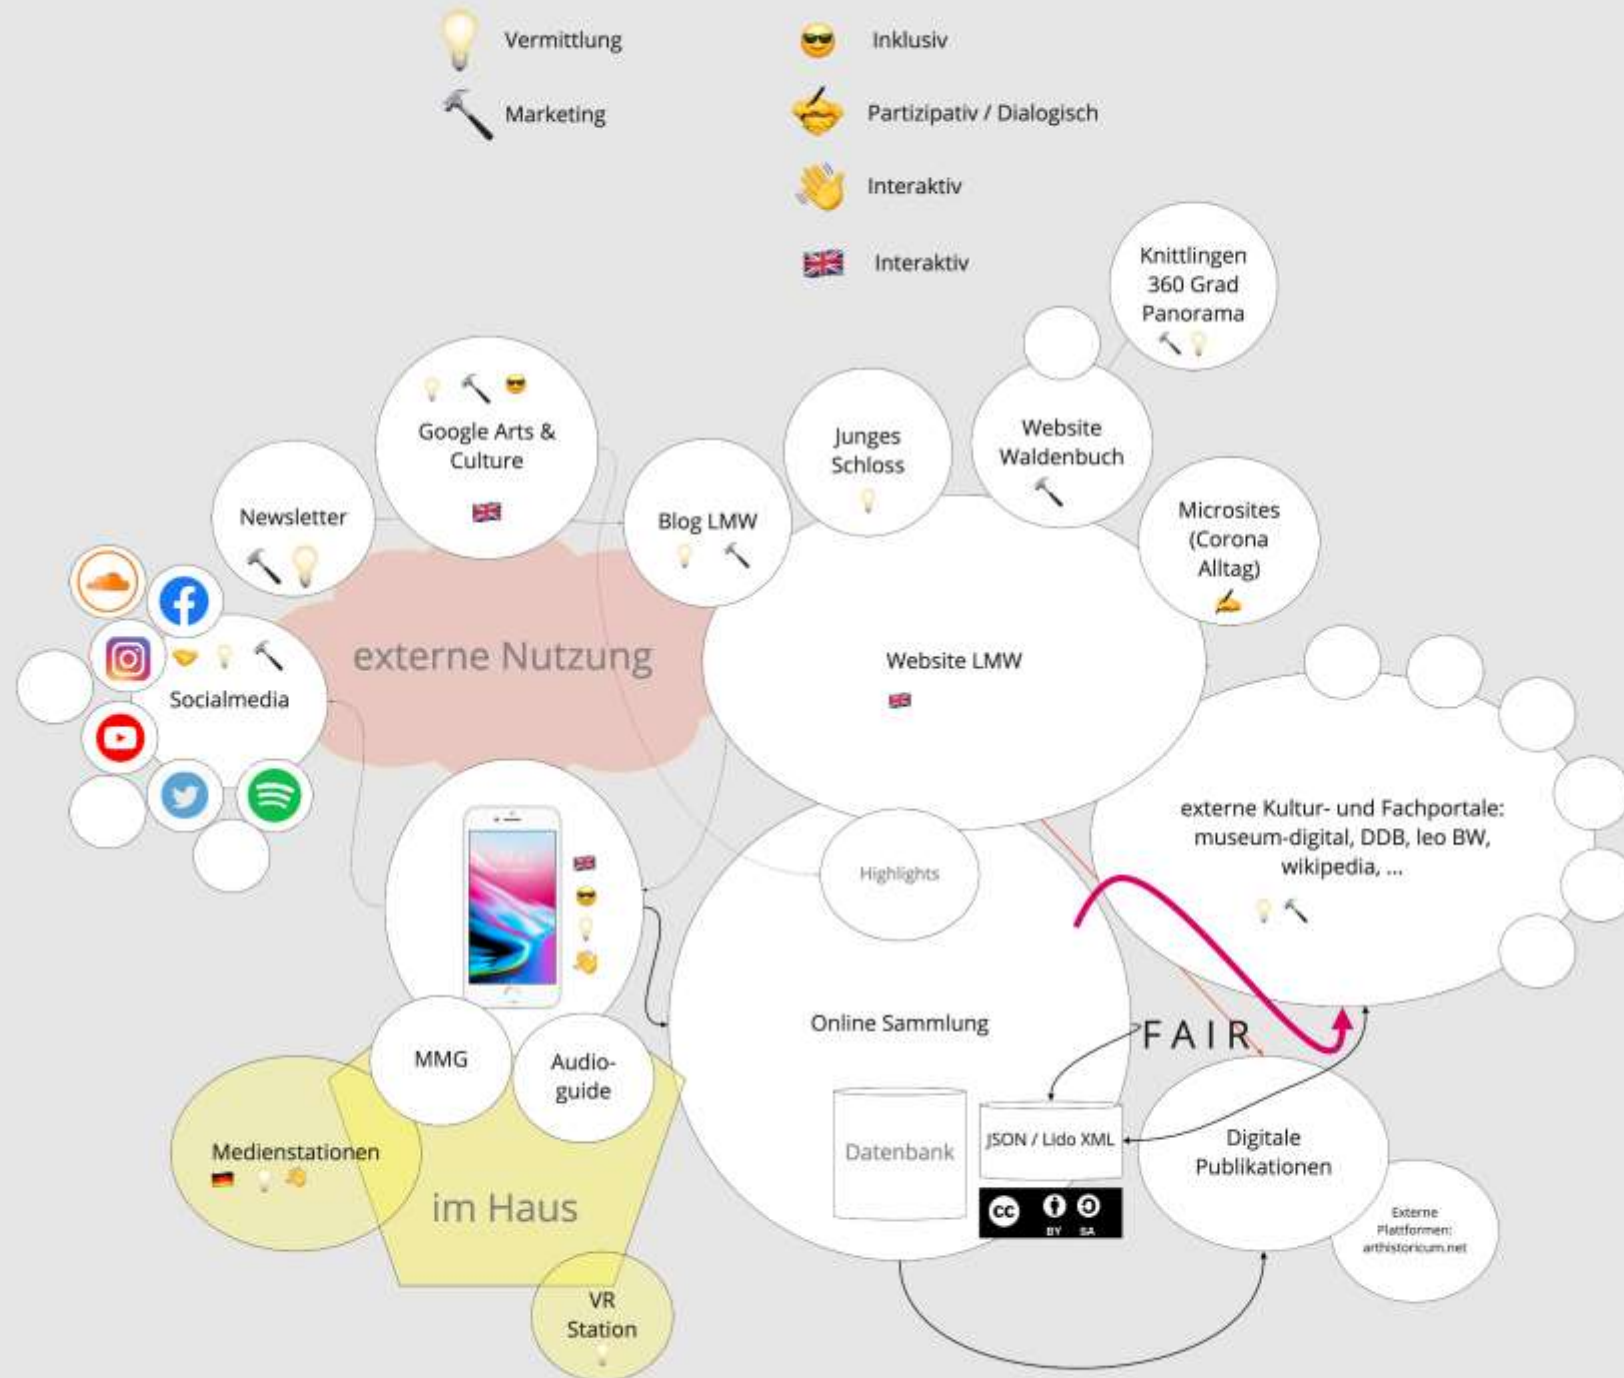 Vermittlung
Inklusiv
Marketing
Partizipativ / Dialogisch
Interaktiv
Interaktiv
Knittlingen
360 Grad
Panorama
Google Arts &
Culture
Junges
Schloss
Website
Waldenbuch
Newsletter
Blog LMW
Microsites
(Corona
Alltag)
externe Nutzung
Website LMW
Socialmedia
externe Kultur- und Fachportale:
museum-digital, DDB, leo BW,
wikipedia, ...
Highlights
Online Sammlung
FAIR
MMG
Audio-
guide
Medienstationen
im Haus
Datenbank
JSON / Lido XML
cc
BY SA
Digitale
Publikationen
Externe
Plattformen:
arthistoricum.net
VR
Station